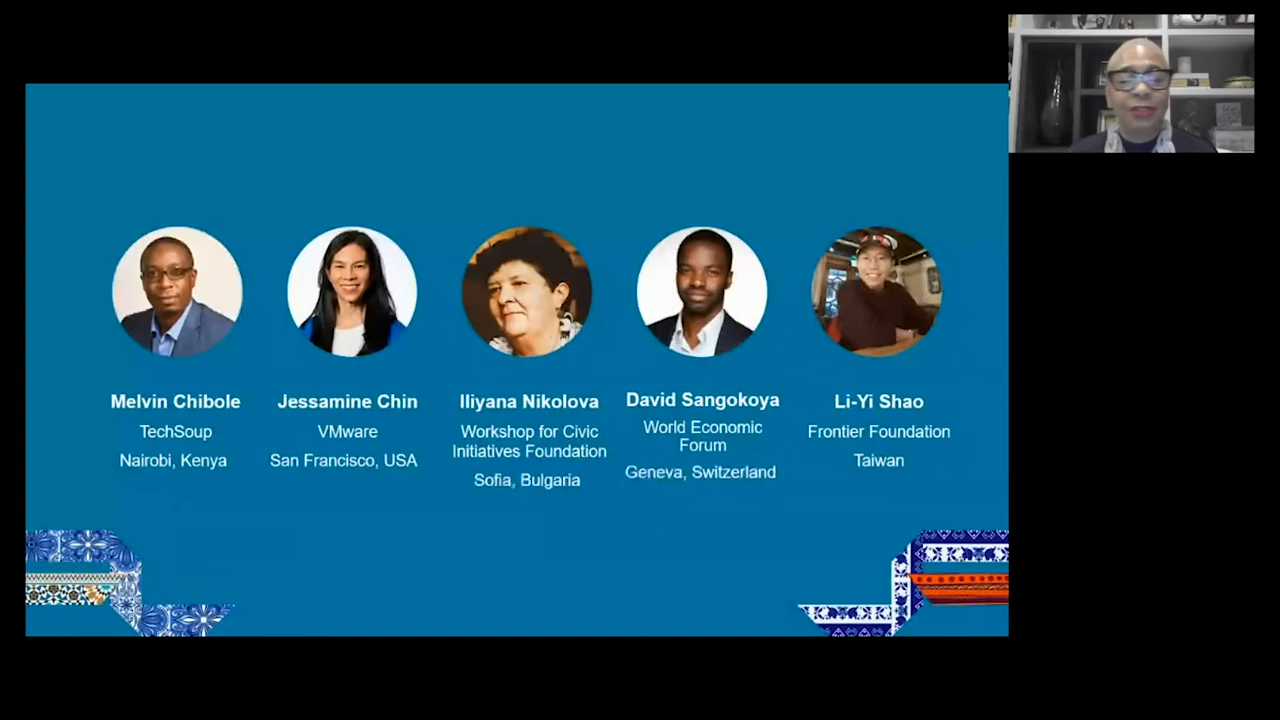 Melvin Chibole
TechSoup
Nairobi, Kenya
Jessamine Chin
VMware
San Francisco, USA
Iliyana Nikolova
Workshop for Civic
Initiatives Foundation
Sofia, Bulgaria
David Sangokoya
World Economic
Forum
Geneva, Switzerland
Li-Yi Shao
Frontier Foundation
Taiwan